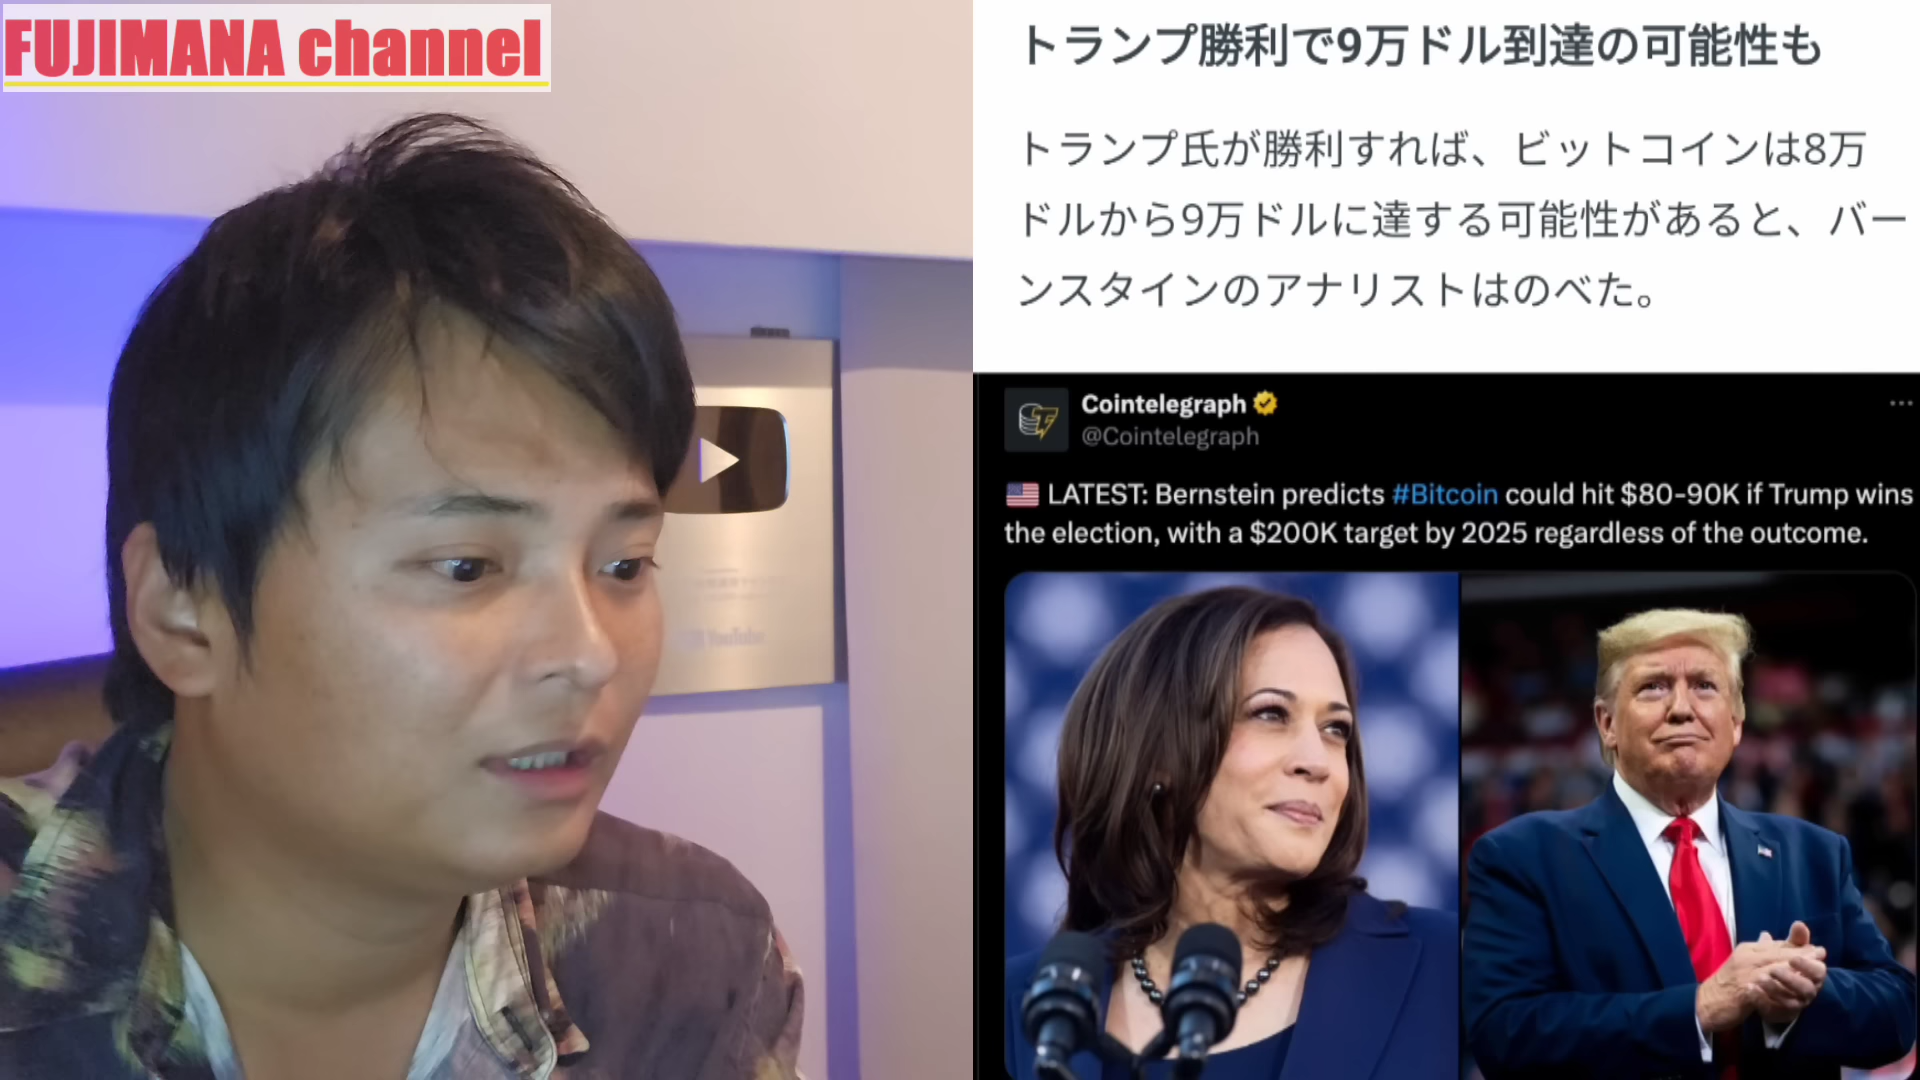 FUJIMANA channel
トランプ勝利で9万ドル到達の可能性も
トランプ氏が勝利すれば、ビットコインは8万
ドルから9万ドルに達する可能性があると、バー
ンスタインのアナリストはのべた。
Cointelegraph
@Cointelegraph
LATEST: Bernstein predicts #Bitcoin could hit $80-90K if Trump wins
the election, with a $200K target by 2025 regardless of the outcome.
YouTube